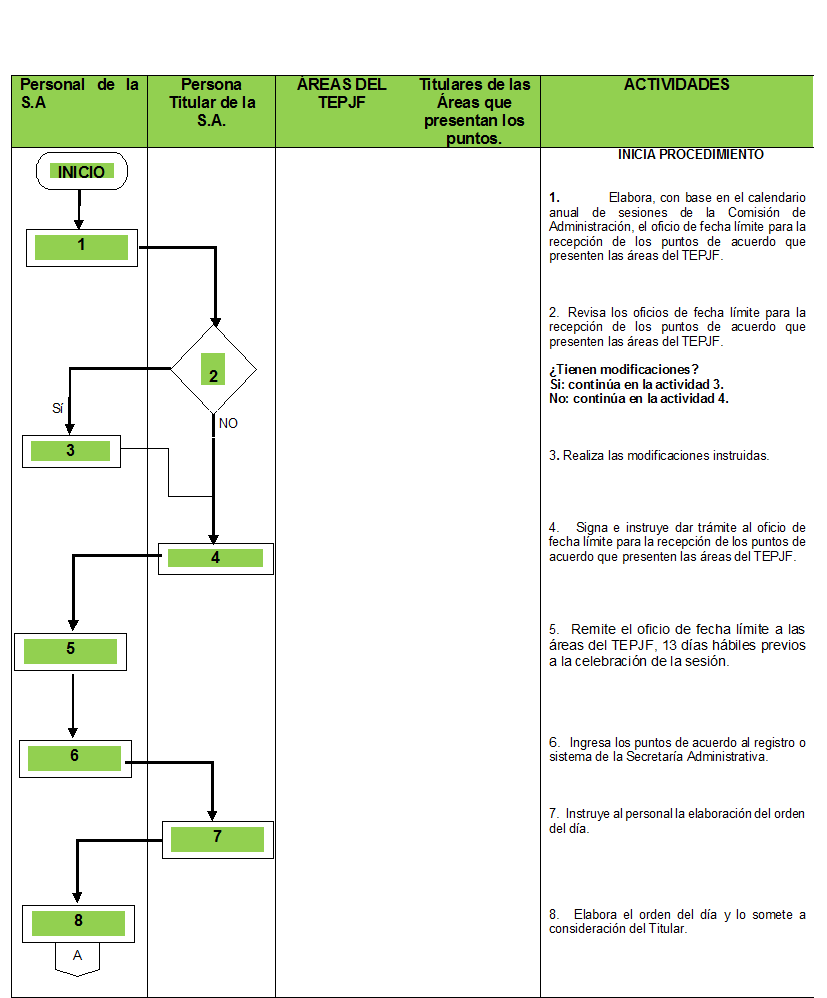 Personal de la
S.A
Persona
Titular de la
S.A.
ÁREAS DEL
TEPJF
Titulares de las
Áreas que
presentan los
puntos.
ACTIVIDADES
INICIA PROCEDIMIENTO
INICIO
1
1. Elabora, con base en el calendario
anual de sesiones de la Comisión de
Administración, el oficio de fecha límite para la
recepción de los puntos de acuerdo que
presenten las áreas del TEPJF.
2
2. Revisa los oficios de fecha límite para la
recepción de los puntos de acuerdo que
presenten las áreas del TEPJF.
¿Tienen modificaciones?
Si: continúa en la actividad 3.
No: continúa en la actividad 4.
Sí
NO
3
3. Realiza las modificaciones instruidas.
4
4. Signa e instruye dar trámite al oficio de
fecha límite para la recepción de los puntos de
acuerdo que presenten las áreas del TEPJF.
5
5. Remite el oficio de fecha límite a las
áreas del TEPJF, 13 días hábiles previos
a la celebración de la sesión.
6
6. Ingresa los puntos de acuerdo al registro o
sistema de la Secretaría Administrativa.
7
7. Instruye al personal la elaboración del orden
del día.
8
8. Elabora el orden del día y lo somete a
consideración del Titular.
A